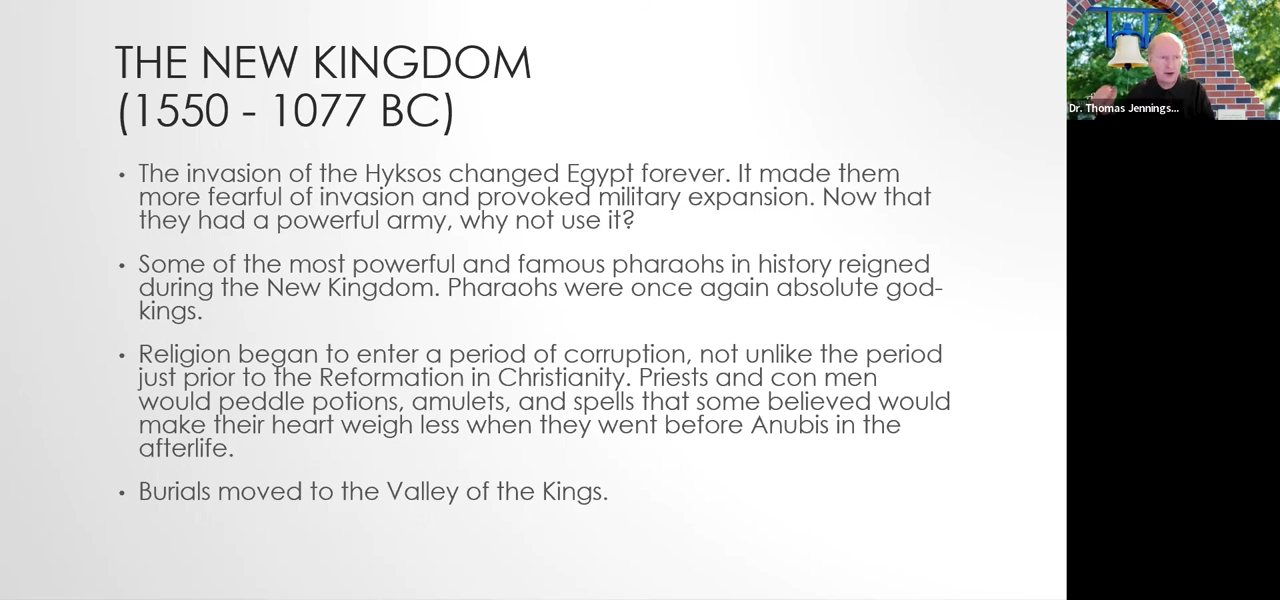 THE NEW KINGDOM
(1550 - 1077 BC)
• The invasion of the Hyksos changed Egypt forever. It made them
more fearful of invasion and provoked military expansion. Now that
they had a powerful army, why not use it?
• Some of the most powerful and famous pharaohs in history reigned
during the New Kingdom. Pharaohs were once again absolute god-
kings.
• Religion began to enter a period of corruption, not unlike the period
just prior to the Reformation in Christianity. Priests and con men
would peddle potions, amulets, and spells that some believed would
make their heart weigh less when they went before Anubis in the
afterlife.
• Burials moved to the Valley of the Kings.
Dr. Thomas Jennings...